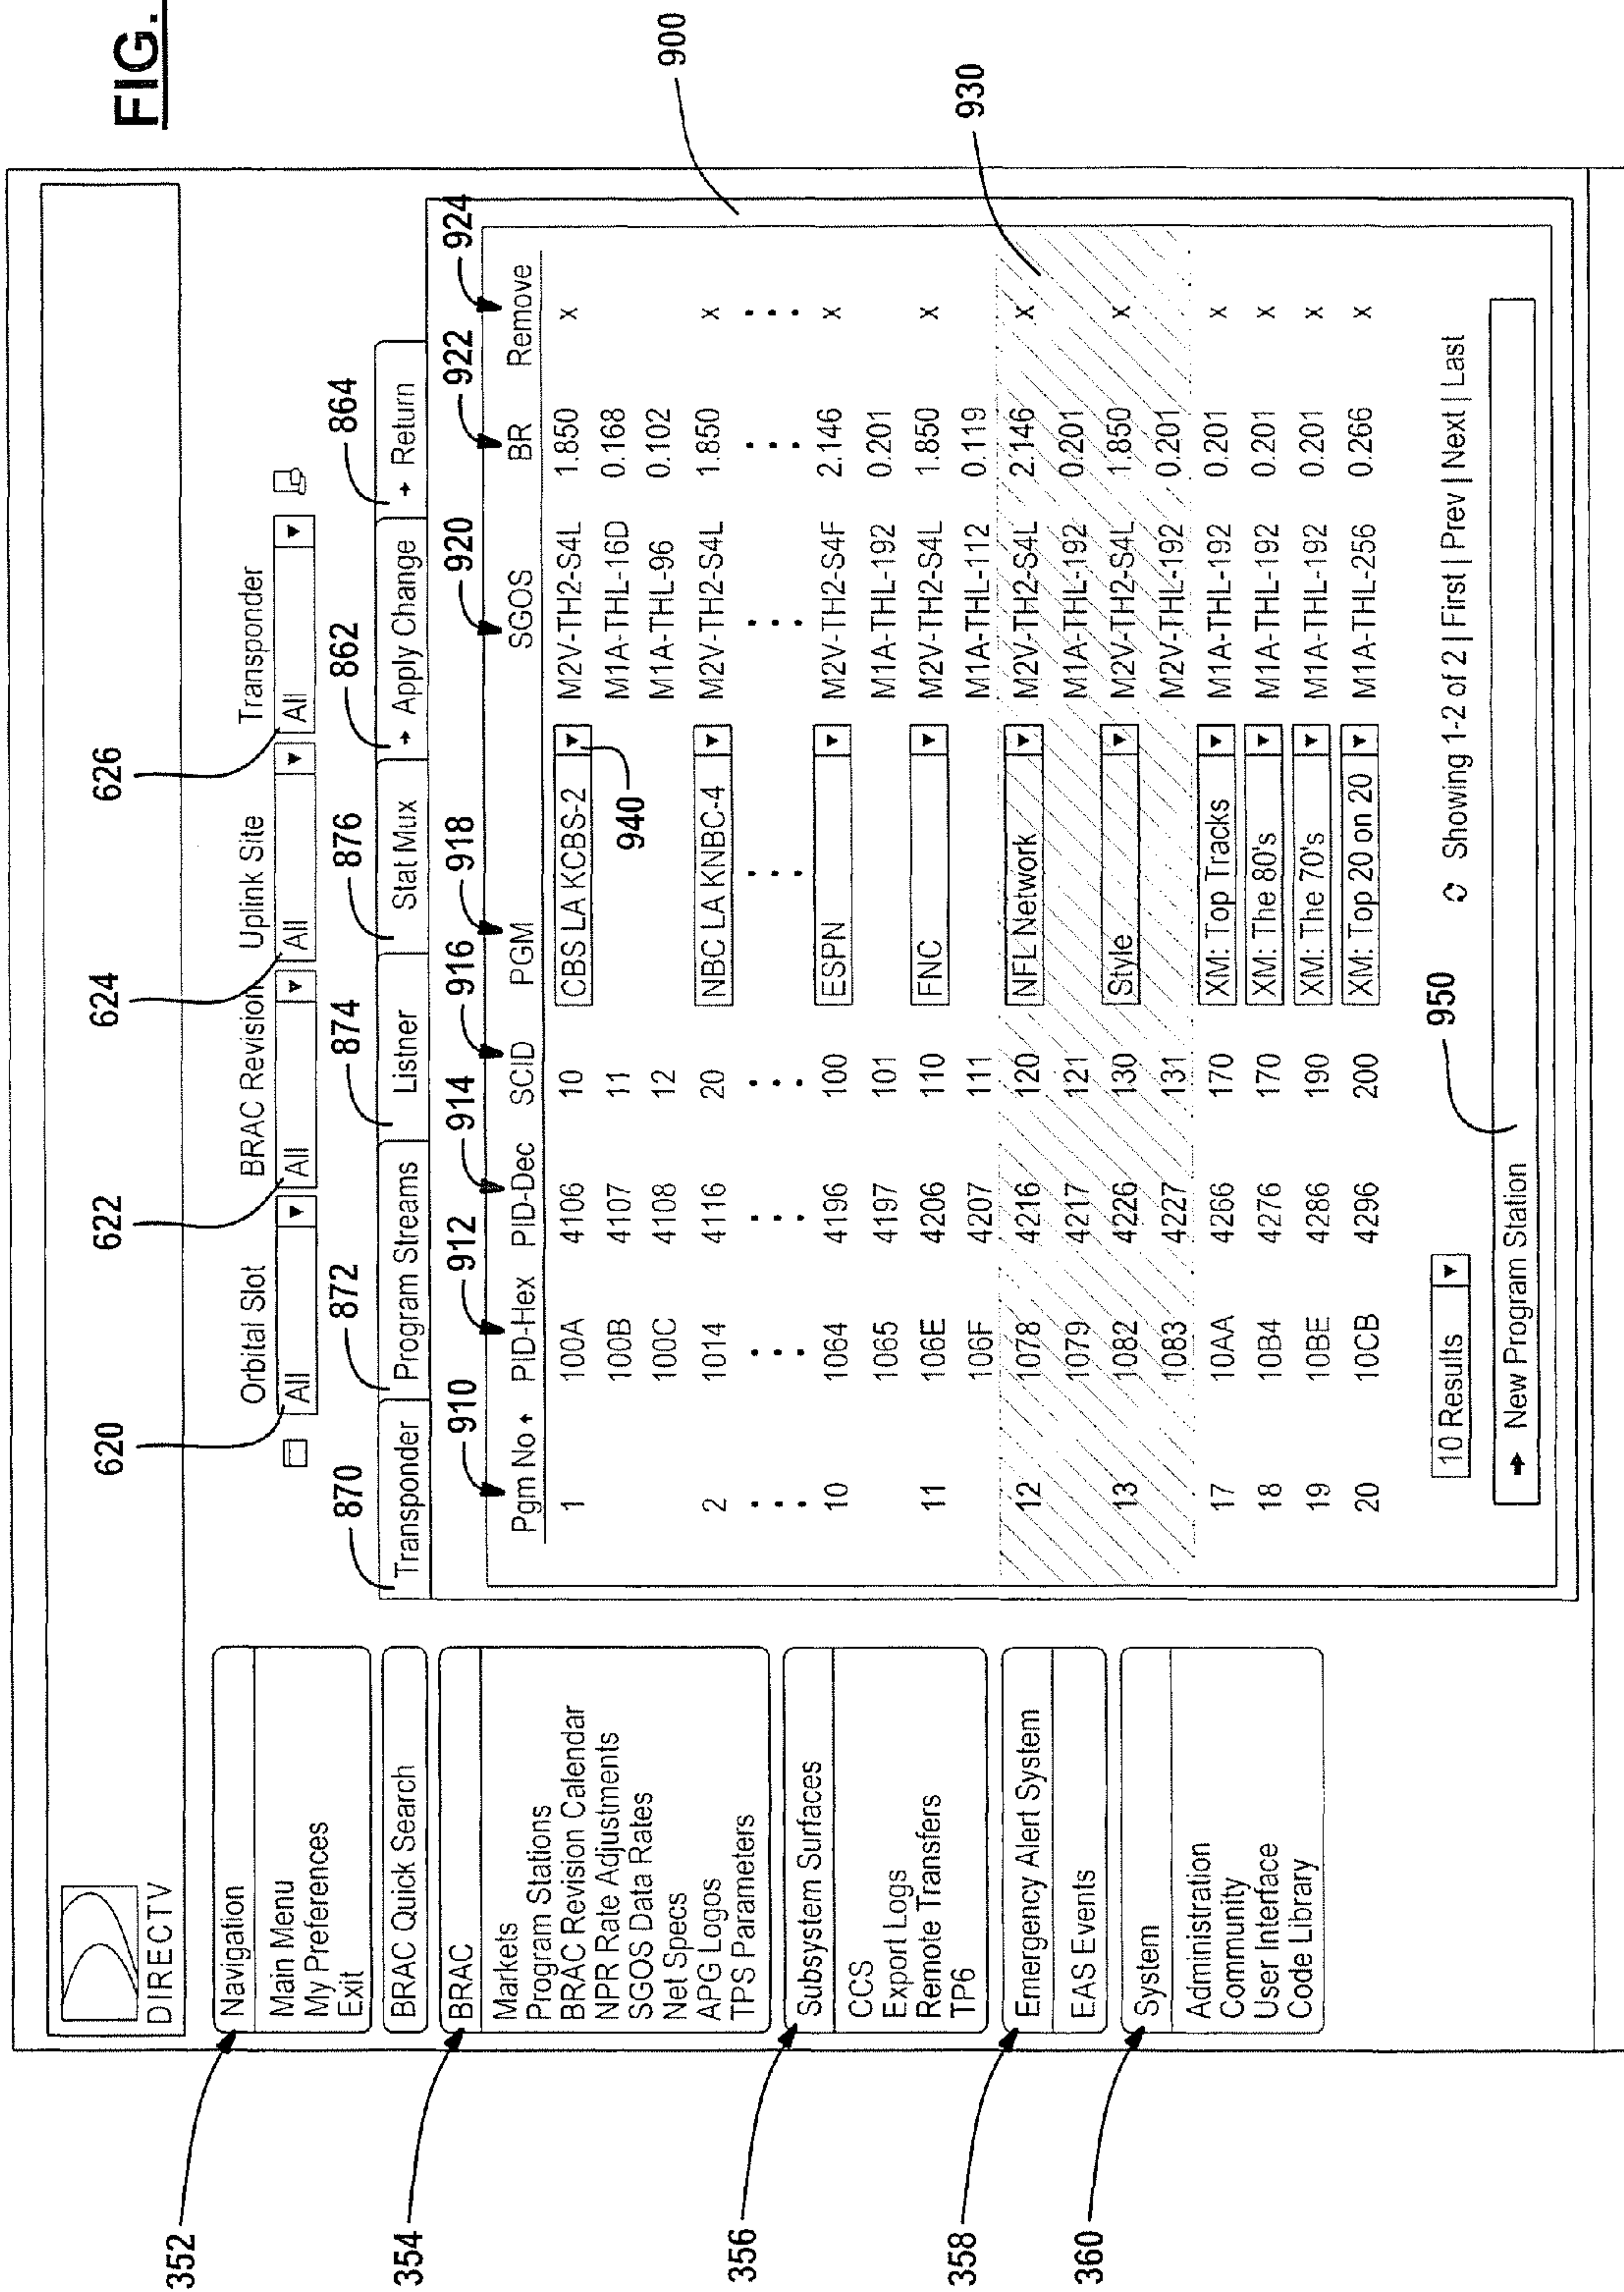 FIG.
DIRECTV
352
Navigation
Main Menu
My Preferences
Exit
BRAC Quick Search
354
BRAC
Markets
Program Stations
BRAC Revision Calendar
NPR Rate Adjustments
SGOS Data Rates
Net Specs
APG Logos
TPS Parameters
356
Subsystem Surfaces
CCS
Export Logs
Remote Transfers
TP6
358
Emergency Alert System
EAS Events
360
System
Administration
Community
User Interface
Code Library
620 622 624 626
Orbital Slot BRAC Revision Uplink Site Transponder
All All All All
870 872 874 876 862 864
Transponder Program Streams Listner Stat Mux Apply Change Return
900
910 912 914 916 918 920 922 924
Pgm No PID-Hex PID-Dec SCID PGM SGOS BR Remove
1 100A 4106 10 CBS LA KCBS-2 M2V-TH2-S4L 1.850 x
100B 4107 11 M1A-THL-16D 0.168
940
100C 4108 12 M1A-THL-96 0.102
2 1014 4116 20 NBC LA KNBC-4 M2V-TH2-S4L 1.850 x
10 1064 4196 100 ESPN M2V-TH2-S4F 2.146 x
1065 4197 101 M1A-THL-192 0.201
11 106E 4206 110 FNC M2V-TH2-S4L 1.850 x
106F 4207 111 M1A-THL-112 0.119
930
12 1078 4216 120 NFL Network M2V-TH2-S4L 2.146 x
1079 4217 121 M1A-THL-192 0.201
13 1082 4226 130 Style M2V-TH2-S4L 1.850 x
1083 4227 131 M2V-THL-192 0.201
17 10AA 4266 170 XM: Top Tracks M1A-THL-192 0.201 x
18 10B4 4276 170 XM: The 80's M1A-THL-192 0.201 x
19 10BE 4286 190 XM: The 70's M1A-THL-192 0.201 x
20 10CB 4296 200 XM: Top 20 on 20 M1A-THL-256 0.266 x
10 Results Showing 1-2 of 2 | First | Prev | Next | Last
950
New Program Station